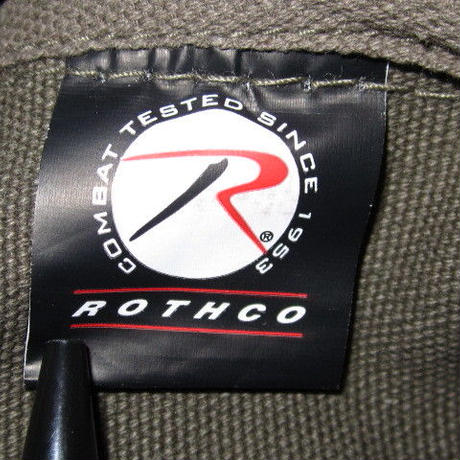 COMBAT TESTED SINCE 1953
R
®
ROTHCO